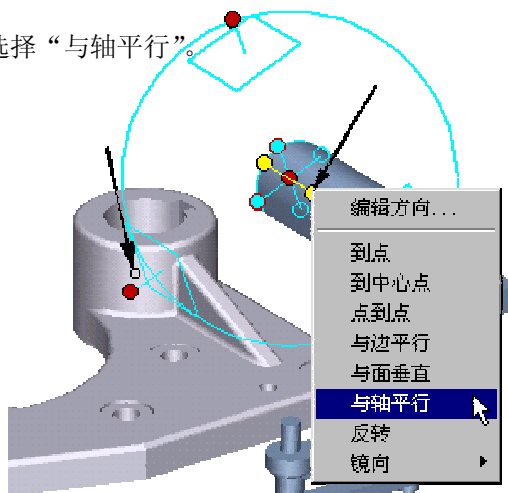 选择“与轴平行”。
编辑方向...
到点
到中心点
点到点
与边平行
与面垂直
与轴平行
反转
镜向